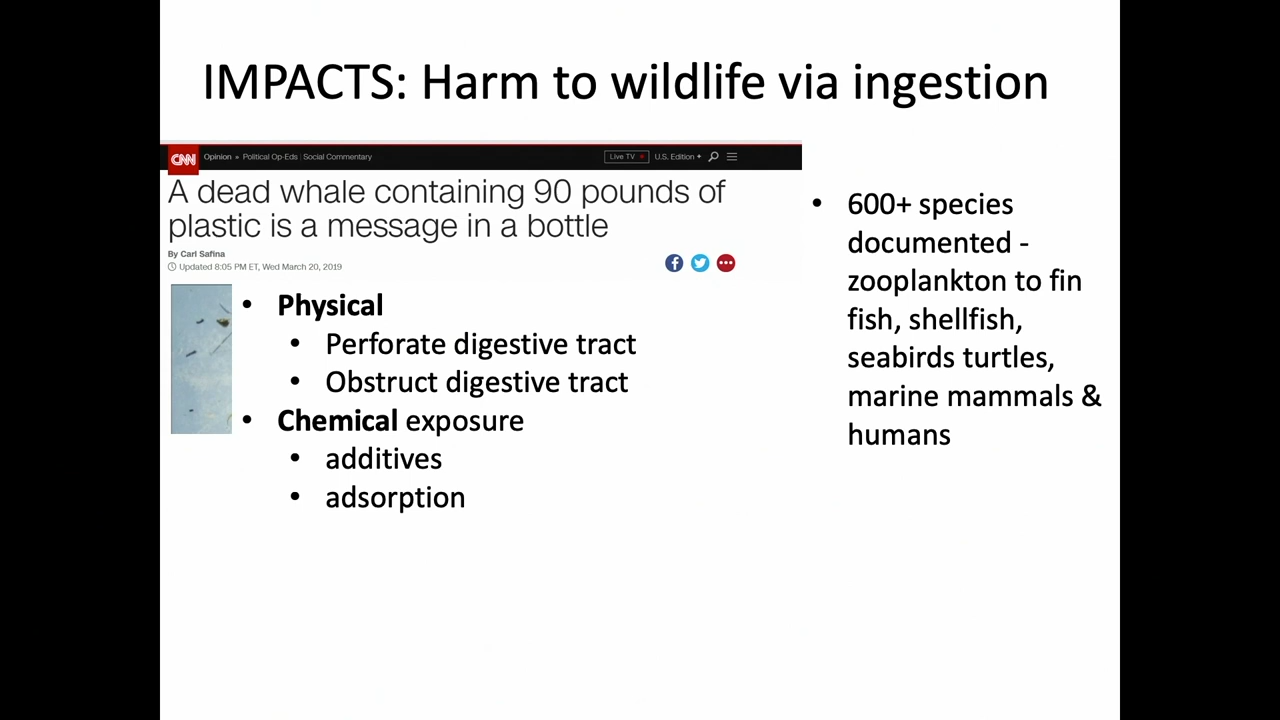 IMPACTS: Harm to wildlife via ingestion
CNN Opinion » Political Op-Eds | Social Commentary Live TV U.S. Edition +
A dead whale containing 90 pounds of
plastic is a message in a bottle
By Carl Safina
Updated 8:05 PM ET, Wed March 20, 2019
• Physical
• Perforate digestive tract
• Obstruct digestive tract
• Chemical exposure
• additives
• adsorption
• 600+ species
documented -
zooplankton to fin
fish, shellfish,
seabirds turtles,
marine mammals &
humans